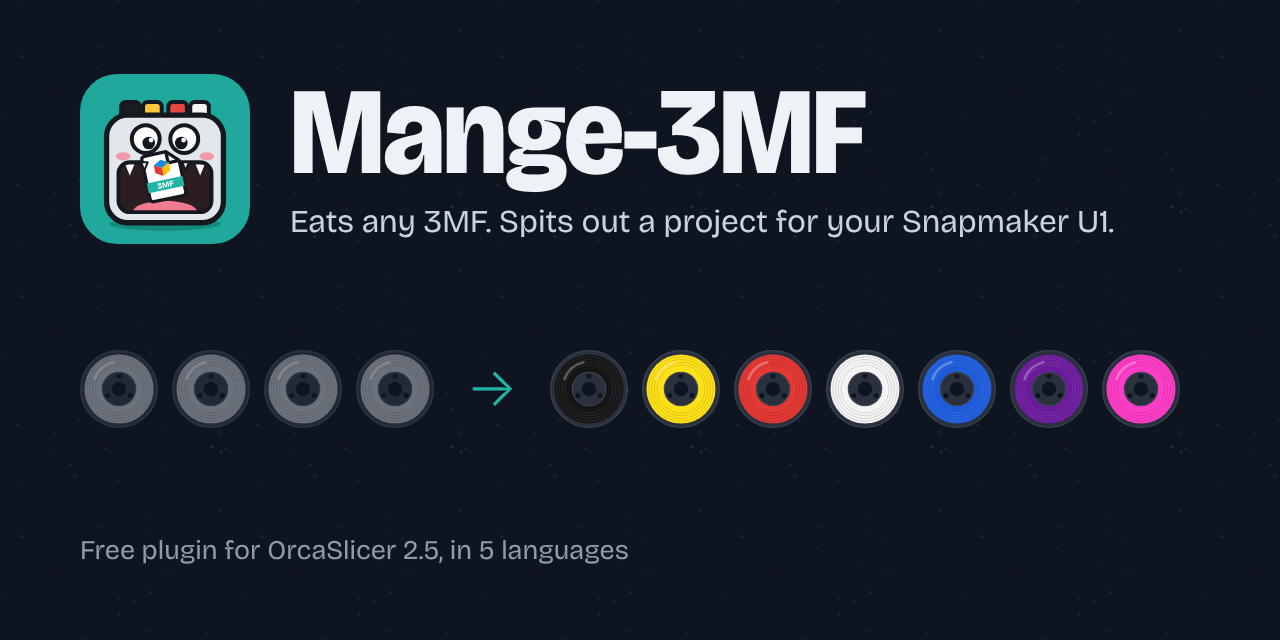 3MF
Mange-3MF
Eats any 3MF. Spits out a project for your Snapmaker U1.
Free plugin for OrcaSlicer 2.5, in 5 languages